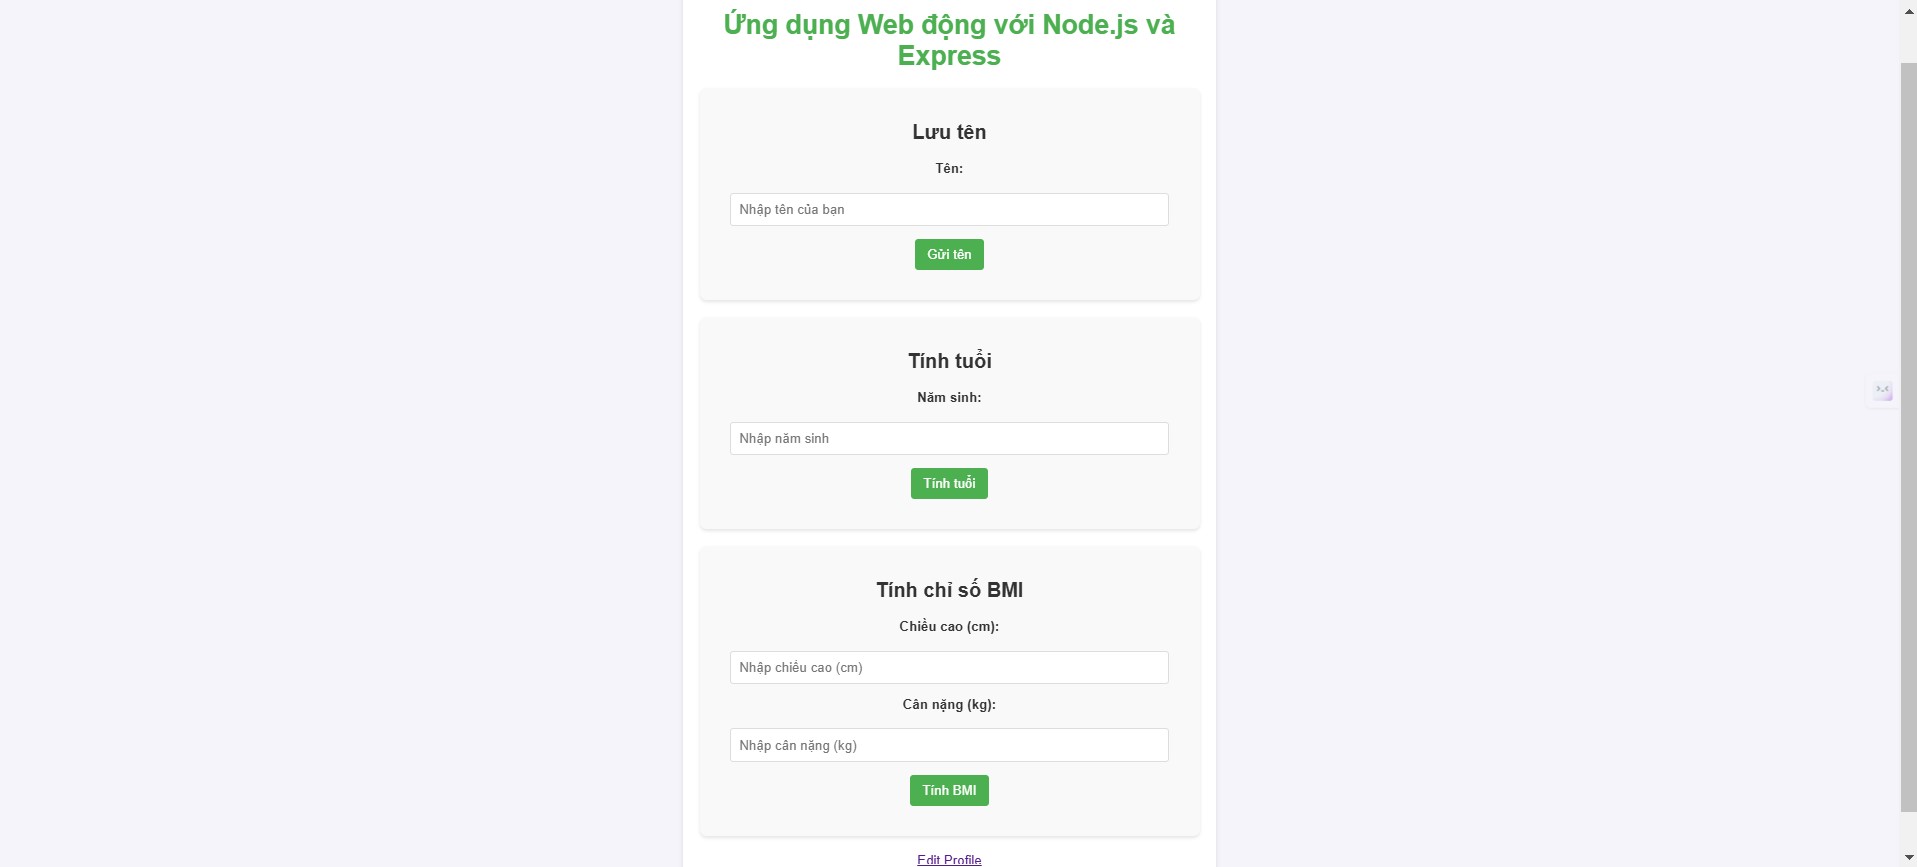 Ứng dụng Web động với Node.js và
Express
Lưu tên
Tên:
Nhập tên của bạn
Gửi tên
Tính tuổi
Năm sinh:
Nhập năm sinh
Tính tuổi
Tính chỉ số BMI
Chiều cao (cm):
Nhập chiều cao (cm)
Cân nặng (kg):
Nhập cân nặng (kg)
Tính BMI
Edit Profile